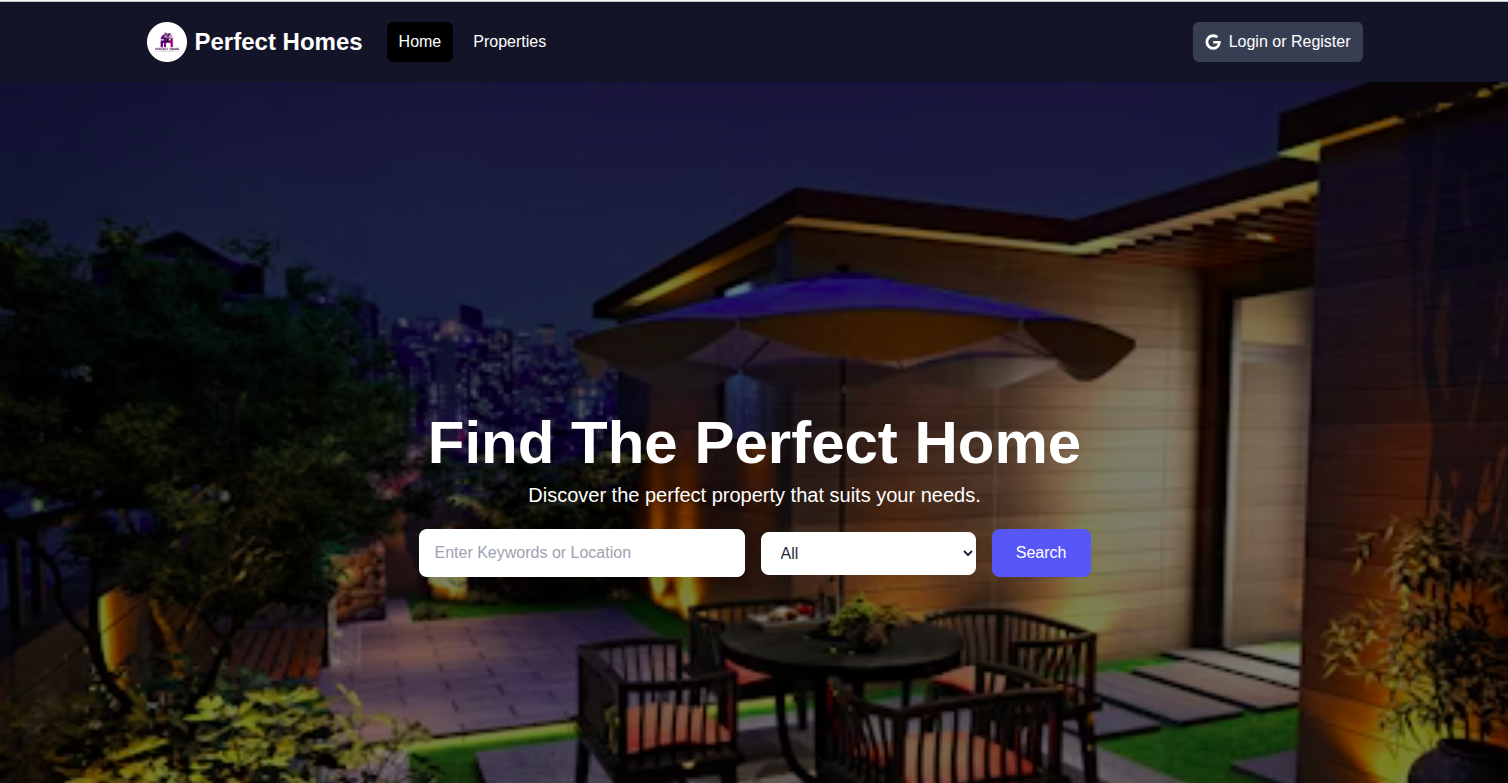 Perfect Homes
Home
Properties
Login or Register
Find The Perfect Home
Discover the perfect property that suits your needs.
Enter Keywords or Location
All
Search